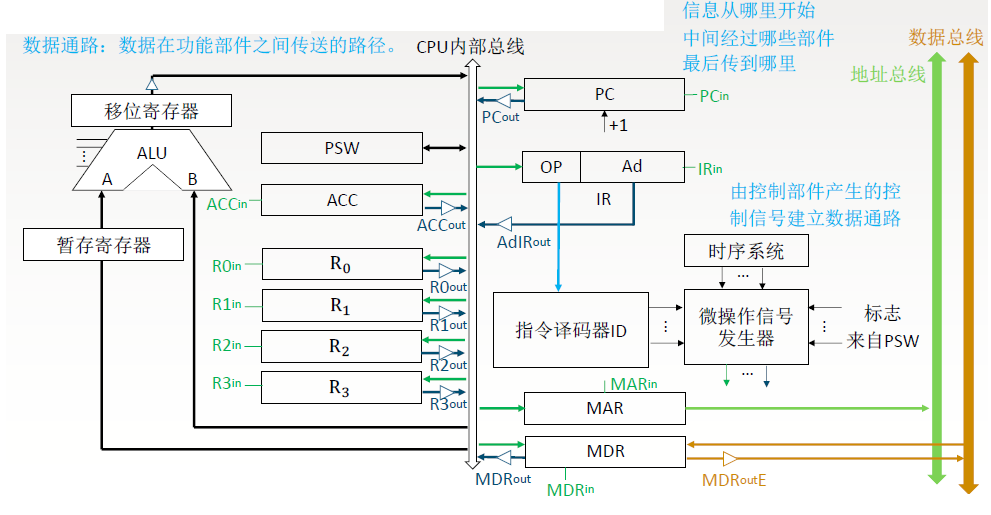 信息从哪里开始
数据通路：数据在功能部件之间传送的路径。
CPU内部总线
中间经过哪些部件
数据总线
最后传到哪里
地址总线
移位寄存器
PC
PCin
PCout
+1
ALU
A
B
PSW
OP
Ad
IRin
IR
ACCin
ACC
ACCout
AdIRout
由控制部件产生的控
制信号建立数据通路
暂存寄存器
时序系统
...
R0in
R0
R0out
R1in
R1
R1out
指令译码器ID
微操作信号
发生器
标志
来自PSW
R2in
R2
R2out
...
R3in
R3
R3out
MARin
MAR
MDR
MDRout
MDRin
MDRoutE